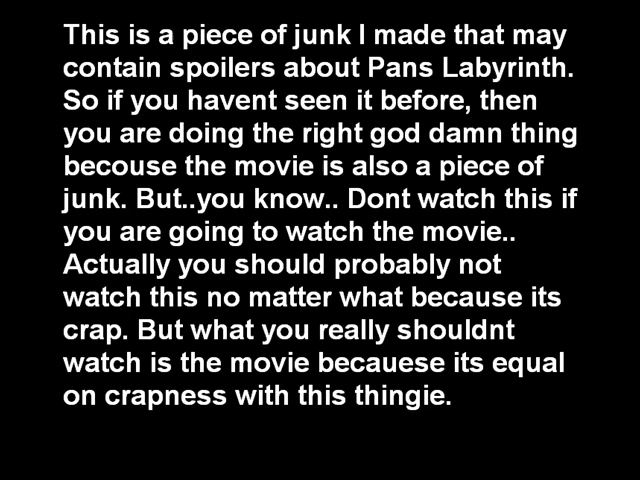 This is a piece of junk I made that may
contain spoilers about Pans Labyrinth.
So if you havent seen it before, then
you are doing the right god damn thing
becouse the movie is also a piece of
junk. But..you know.. Dont watch this if
you are going to watch the movie..
Actually you should probably not
watch this no matter what because its
crap. But what you really shouldnt
watch is the movie becauese its equal
on crapness with this thingie.